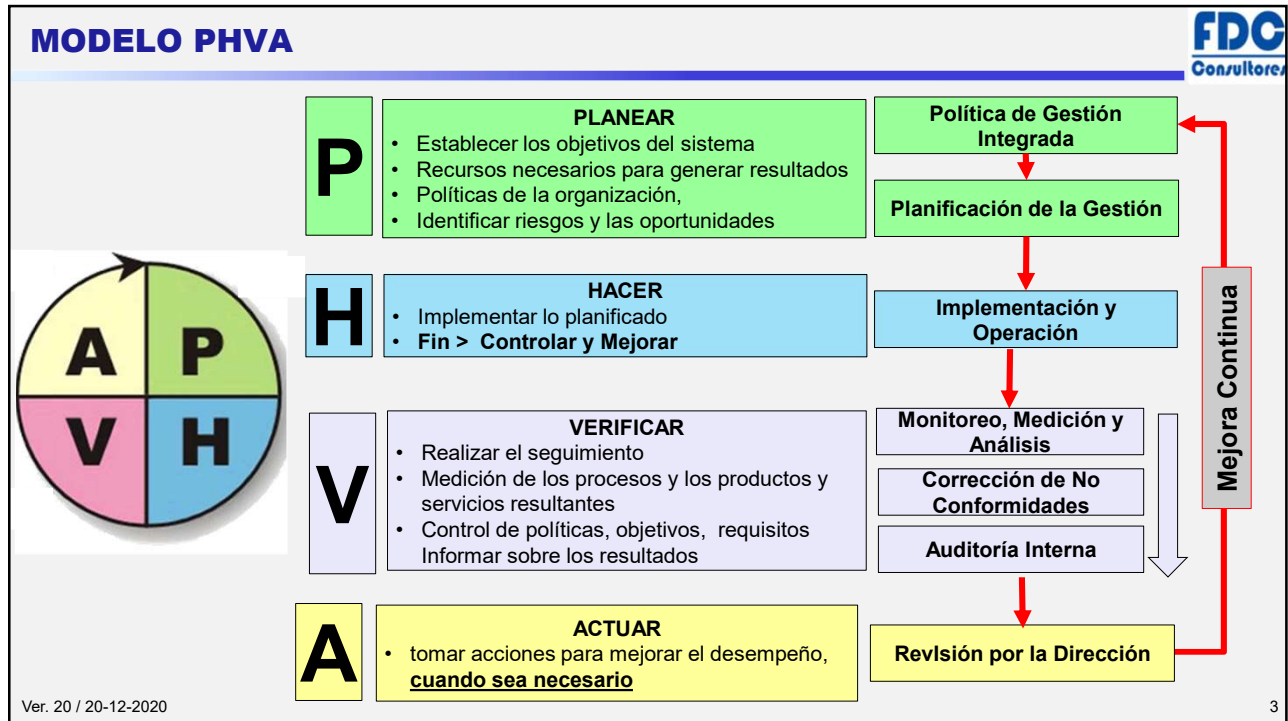 MODELO PHVA
FDC
Consultores
A P
V H
P
PLANEAR
• Establecer los objetivos del sistema
• Recursos necesarios para generar resultados
• Políticas de la organización,
• Identificar riesgos y las oportunidades
Política de Gestión
Integrada
Planificación de la Gestión
H
HACER
• Implementar lo planificado
• Fin > Controlar y Mejorar
Implementación y
Operación
V
VERIFICAR
• Realizar el seguimiento
• Medición de los procesos y los productos y
servicios resultantes
• Control de políticas, objetivos, requisitos
Informar sobre los resultados
Monitoreo, Medición y
Análisis
Corrección de No
Conformidades
Auditoría Interna
A
ACTUAR
• tomar acciones para mejorar el desempeño,
cuando sea necesario
RevIsión por la Dirección
Mejora Continua
Ver. 20 / 20-12-2020
3